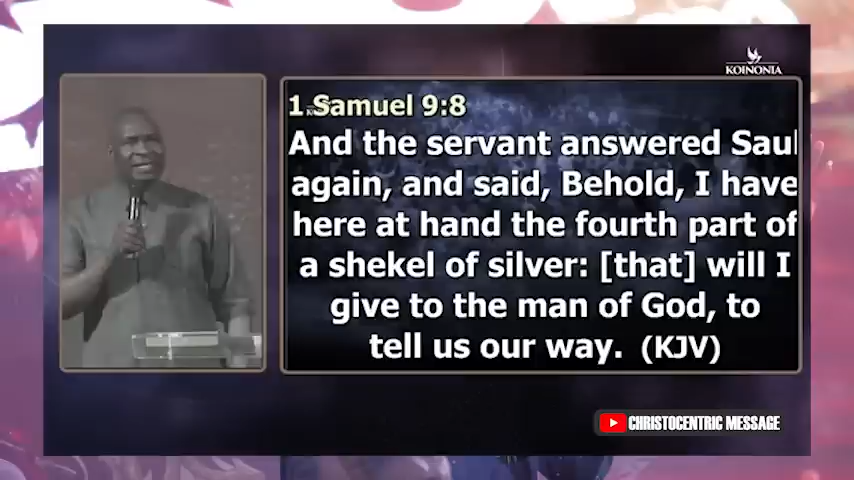 KOINONIA
1 Samuel 9:8
And the servant answered Saul
again, and said, Behold, I have
here at hand the fourth part of
a shekel of silver: [that] will I
give to the man of God, to
tell us our way. (KJV)
CHRISTOCENTRIC MESSAGE